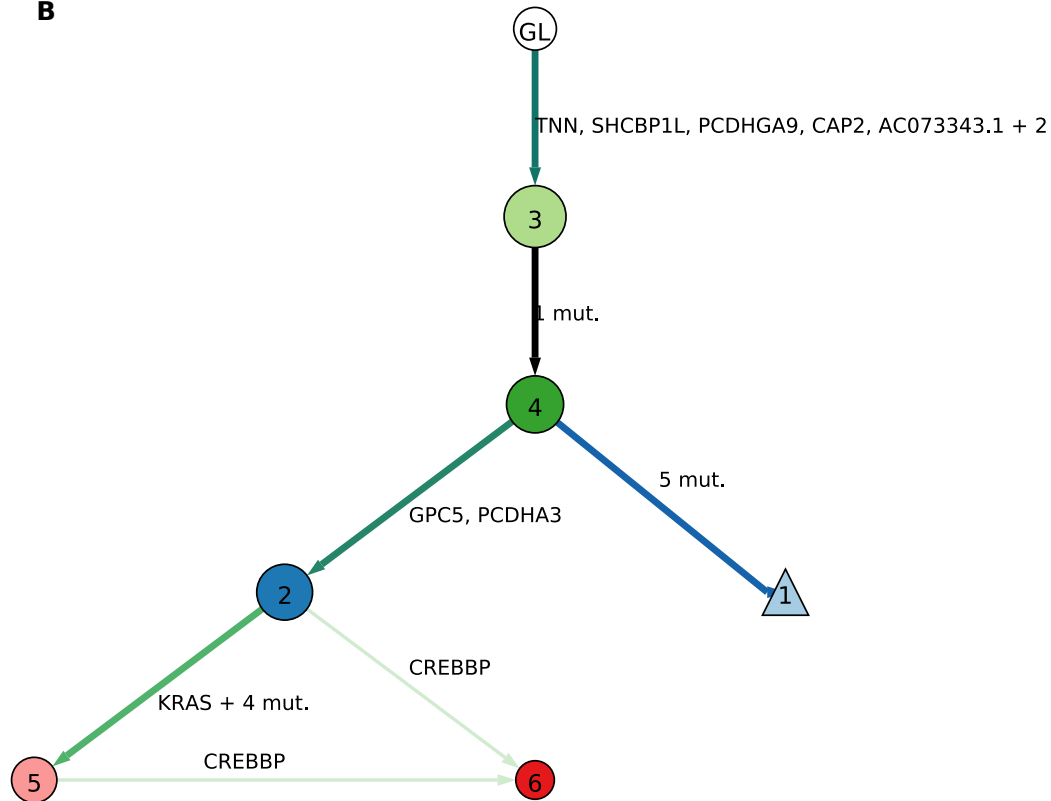 B
GL
TNN, SHCBP1L, PCDHGA9, CAP2, AC073343.1 + 2
3
1 mut.
4
5 mut.
GPC5, PCDHA3
2
1
CREBBP
KRAS + 4 mut.
CREBBP
5
6